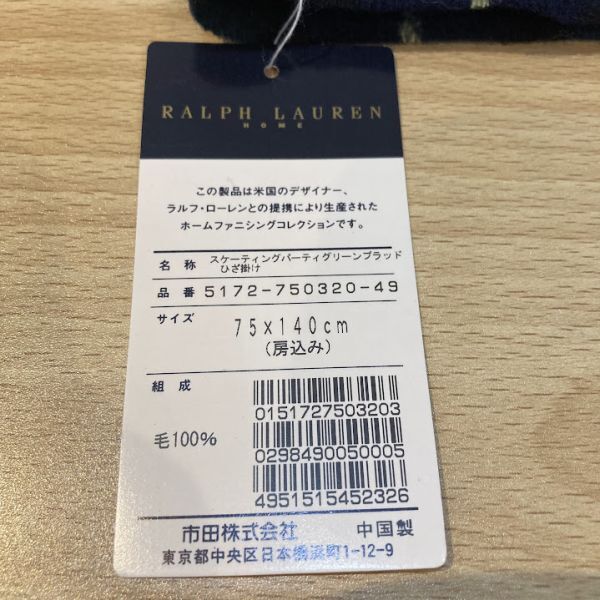 RALPH LAUREN
HOME
この製品は米国のデザイナー、
ラルフ・ローレンとの提携により生産された
ホームファニシングコレクションです。
名称 スケーティングパーティグリーンブラッド
ひざ掛け
品番 5172-750320-49
サイズ 75×140cm
(房込み)
組成
毛100%
0151727503203
0298490050005
4951515452326
市田株式会社 中国製
東京都中央区日本橋浜町1-12-9